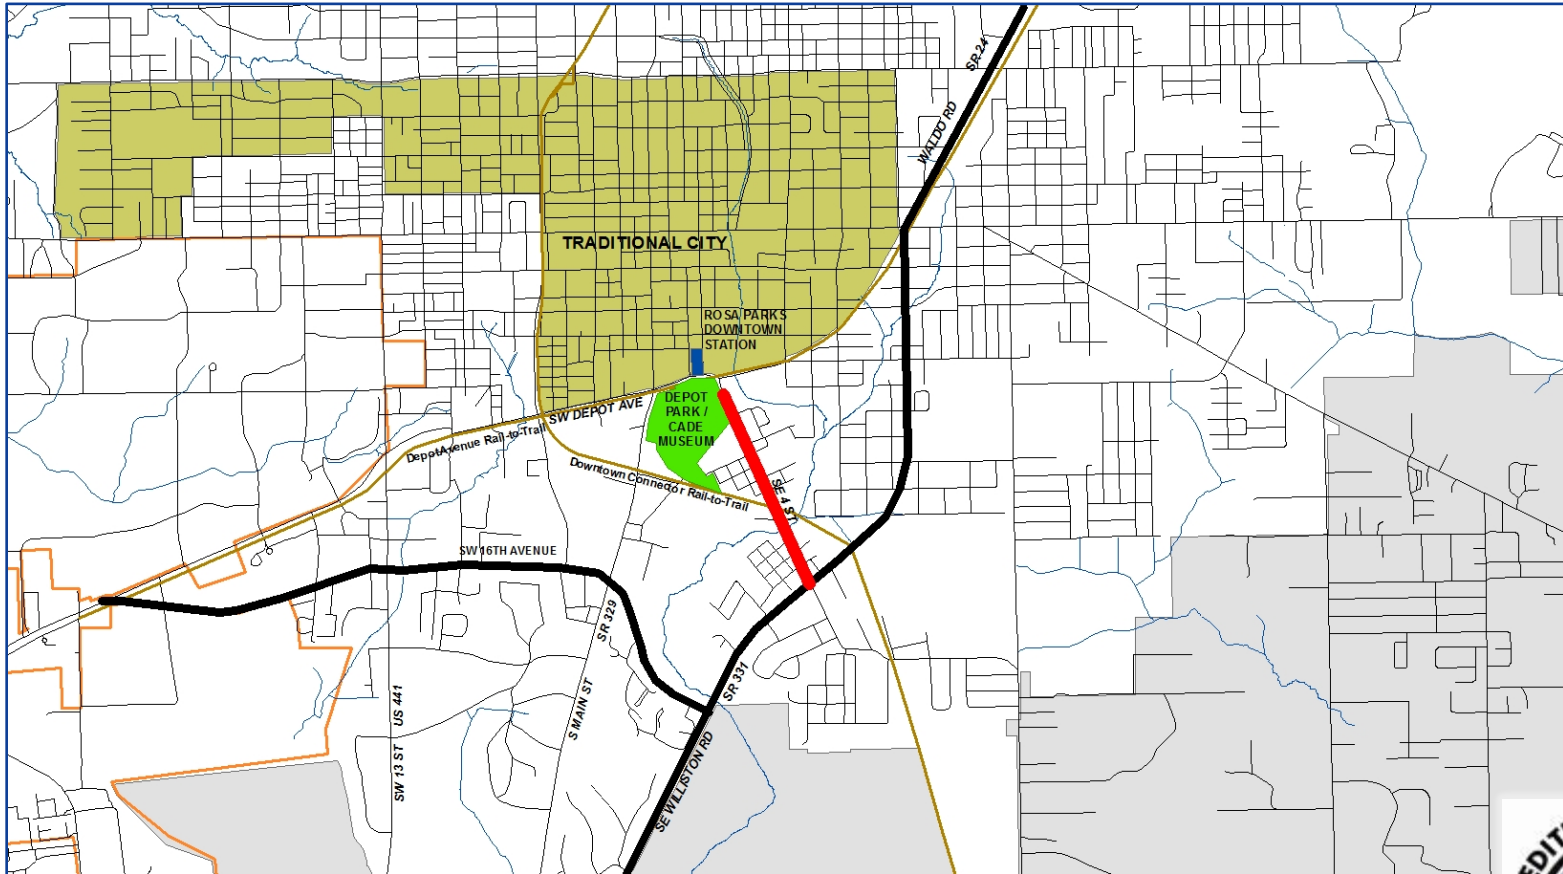 SR 24
WALDO RD
TRADITIONAL CITY
ROSA PARKS
DOWNTOWN
STATION
DEPOT
PARK /
CADE
MUSEUM
SW DEPOT AVE
Depot Avenue Rail-to-Trail
Downtown Connector Rail-to-Trail
SE 4 ST
SW 16TH AVENUE
SR 329
S MAIN ST
SR 331
SE WILLISTON RD
US 441
SW 13 ST